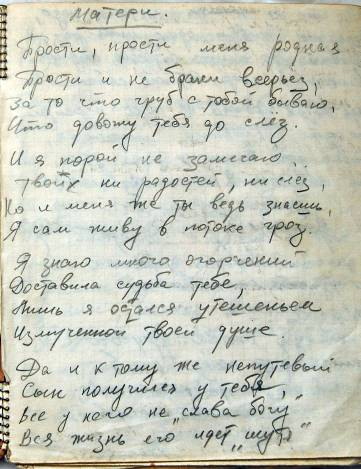 Матери.
Прости, прости меня родная
Прости и не брани всерьёз,
За то что груб с тобой бываю,
Что довожу тебя до слёз.
И я порой не замечаю,
твоих ни радостей, ни слёз,
Но и меня же ты ведь знаешь,
Я сам живу в потоке гроз.
Я знаю много огорчений
Доставила судьба тебе,
Лишь я остался утешеньем
Измученной твоей душе.
Да и к тому же непутевый
Сын получился у тебя,
Все у него не „слава богу"
Вся жизнь его идет „шутя"